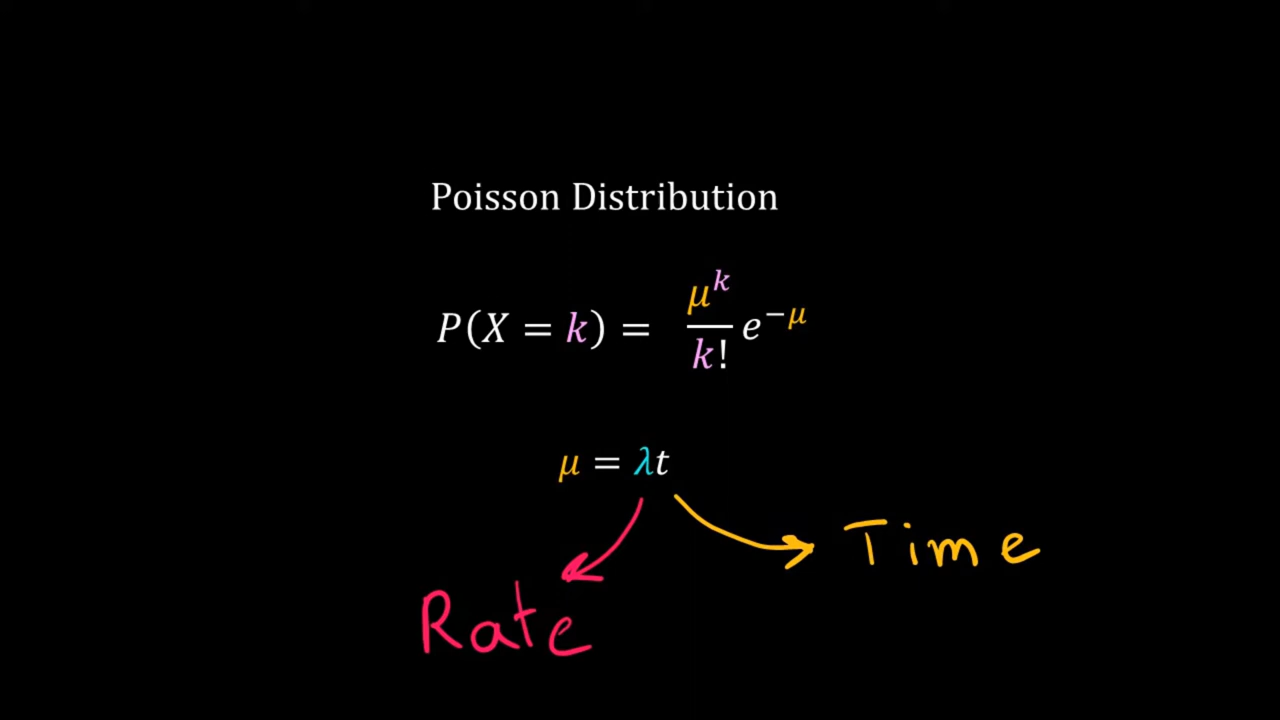 Poisson Distribution
P(X = k) = μ^k / k! e^−μ
μ = λt
Time
Rate